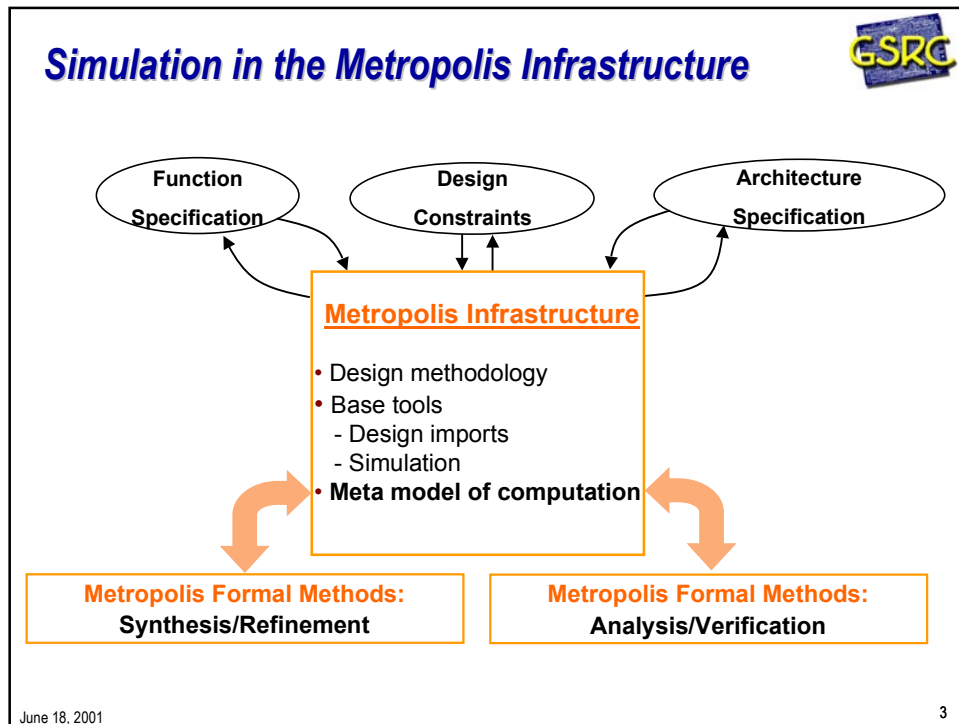 Simulation in the Metropolis Infrastructure
GSRC
Function
Specification
Design
Constraints
Architecture
Specification
Metropolis Infrastructure
• Design methodology
• Base tools
- Design imports
- Simulation
• Meta model of computation
Metropolis Formal Methods:
Synthesis/Refinement
Metropolis Formal Methods:
Analysis/Verification
June 18, 2001
3